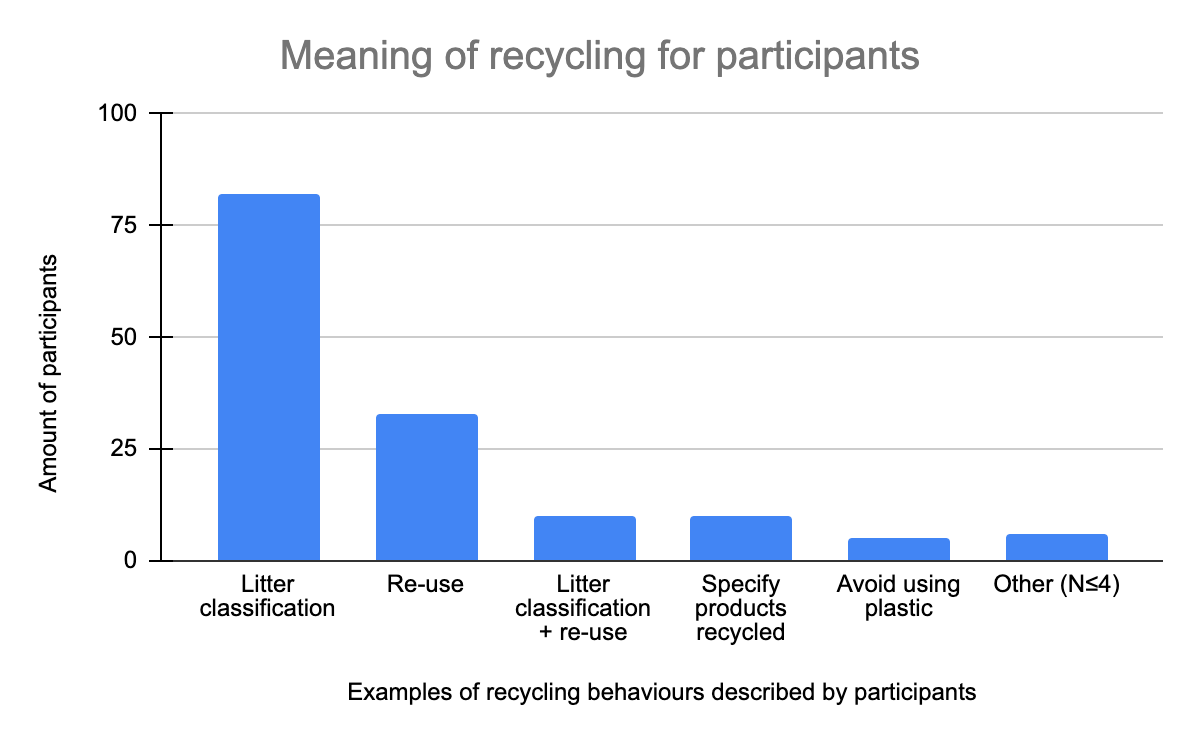 Meaning of recycling for participants
100
75
50
25
0
Amount of participants
Litter
classification
Re-use
Litter
classification
+ re-use
Specify
products
recycled
Avoid using
plastic
Other (N≤4)
Examples of recycling behaviours described by participants